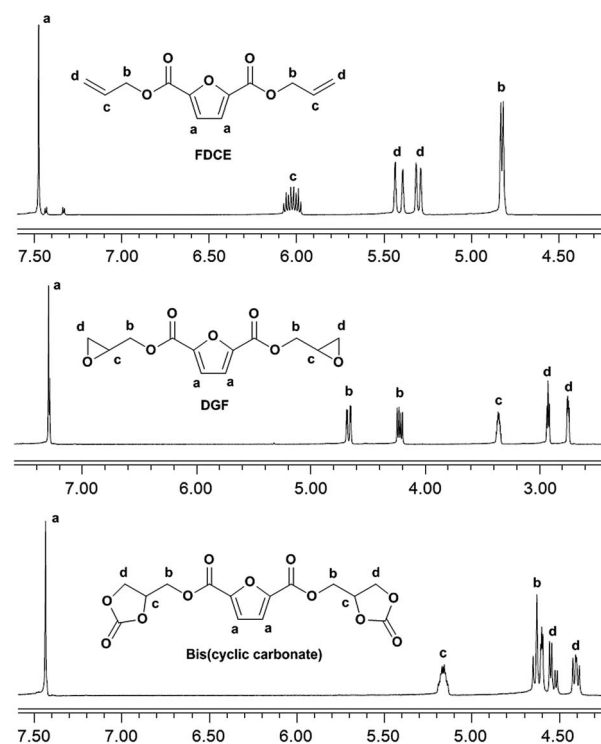 a
O O O
d b b d
O O
c c
a a
FDCE
b
d d
c
7.50 7.00 6.50 6.00 5.50 5.00 4.50
a
O O O
d b b d
O O
O c c O
a a
DGF
b b c d d
7.00 6.00 5.00 4.00 3.00
a
O O O
d b b d
O O
O O c c O O
O a a O
Bis(cyclic carbonate)
b
d
c d
7.50 7.00 6.50 6.00 5.50 5.00 4.50